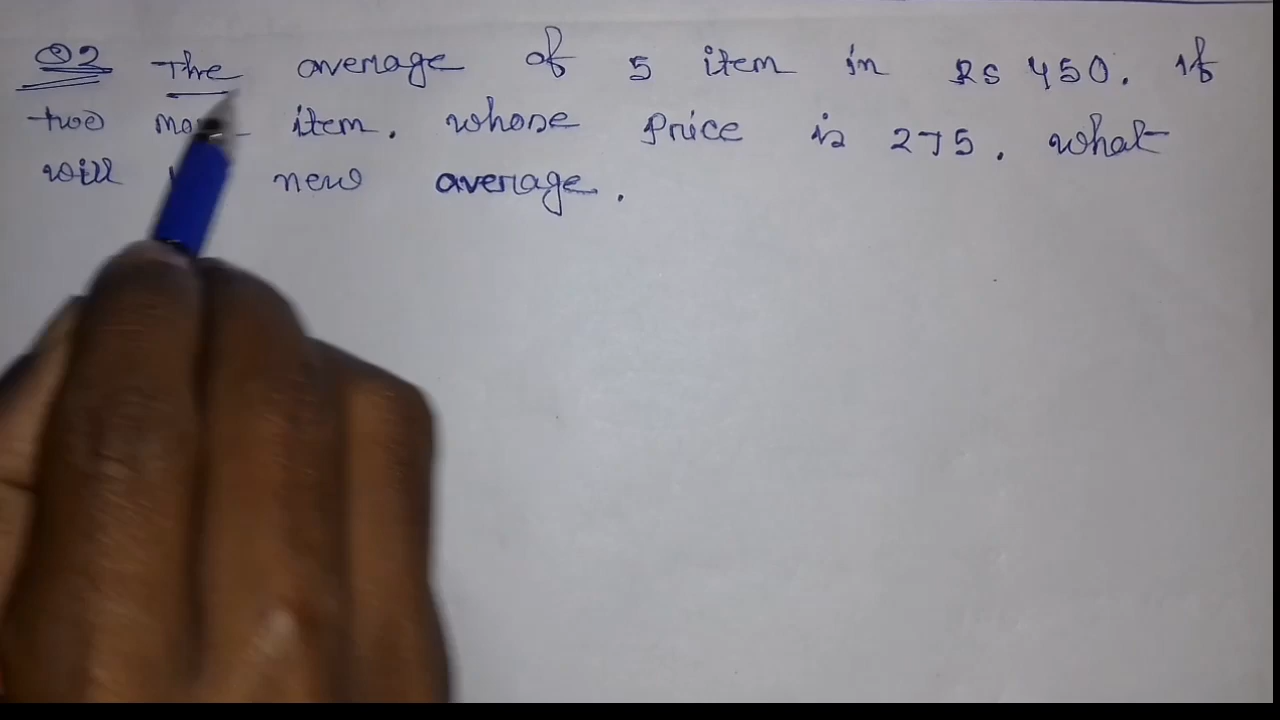 Q2 The average of 5 item in Rs 450. If
two item. whose Price is 275. what
will new average.